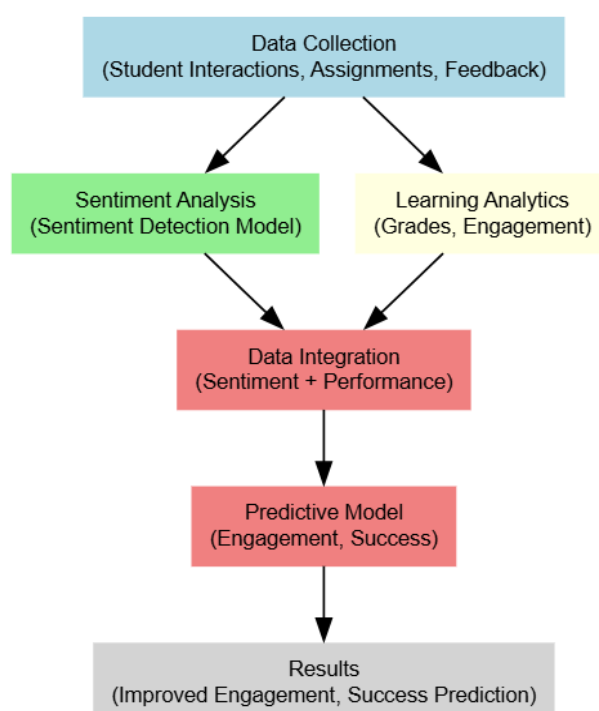 Data Collection
(Student Interactions, Assignments, Feedback)
Sentiment Analysis
(Sentiment Detection Model)
Learning Analytics
(Grades, Engagement)
Data Integration
(Sentiment + Performance)
Predictive Model
(Engagement, Success)
Results
(Improved Engagement, Success Prediction)